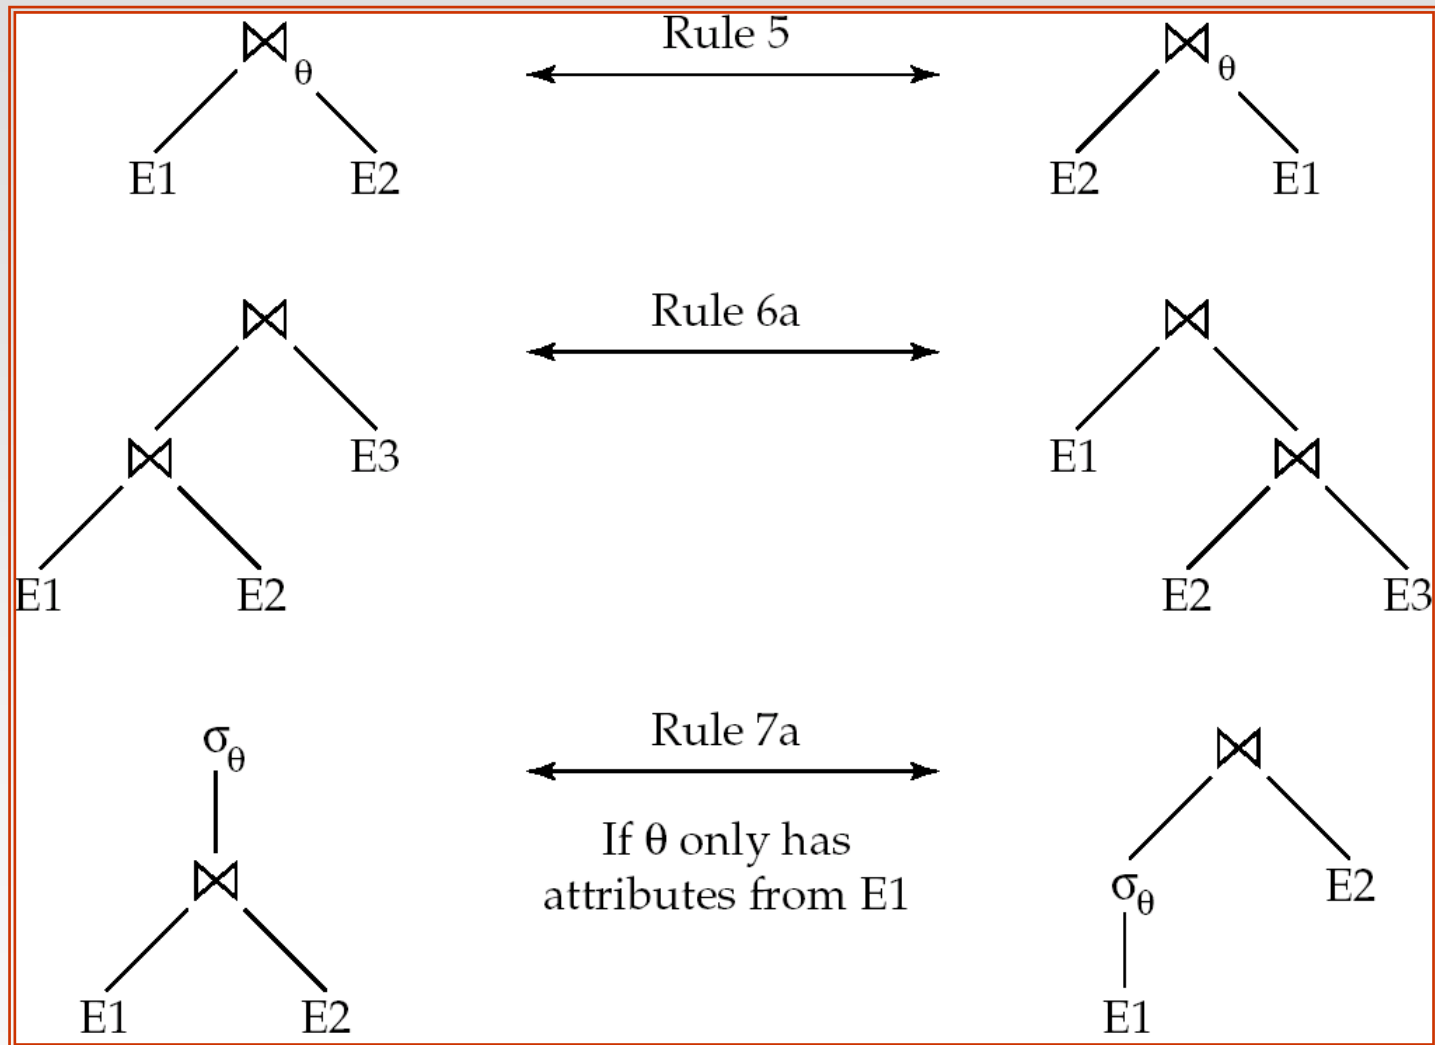 Rule 5
⋈θ
⋈θ
E1 E2
E2 E1
Rule 6a
⋈
⋈
E3
E1
⋈
⋈
E1 E2
E2 E3
Rule 7a
σθ
⋈
If θ only has
attributes from E1
⋈
σθ
E2
E1 E2
E1